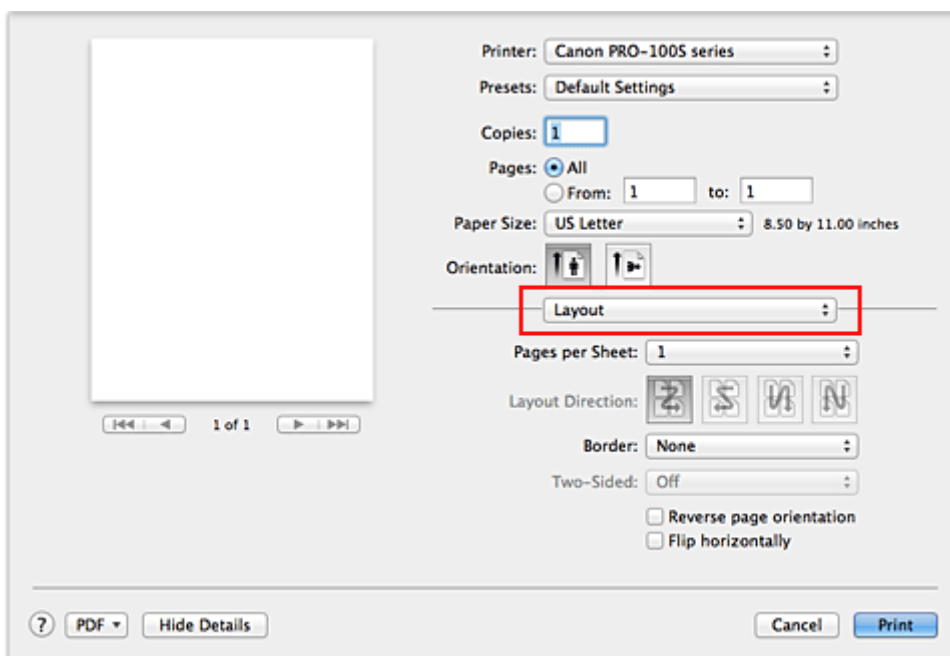 Printer: Canon PRO-100S series
Presets: Default Settings
Copies: 1
Pages: All
From: 1 to: 1
Paper Size: US Letter 8.50 by 11.00 inches
Orientation:
Layout
Pages per Sheet: 1
Layout Direction:
Border: None
Two-Sided: Off
Reverse page orientation
Flip horizontally
1 of 1
? PDF Hide Details Cancel Print